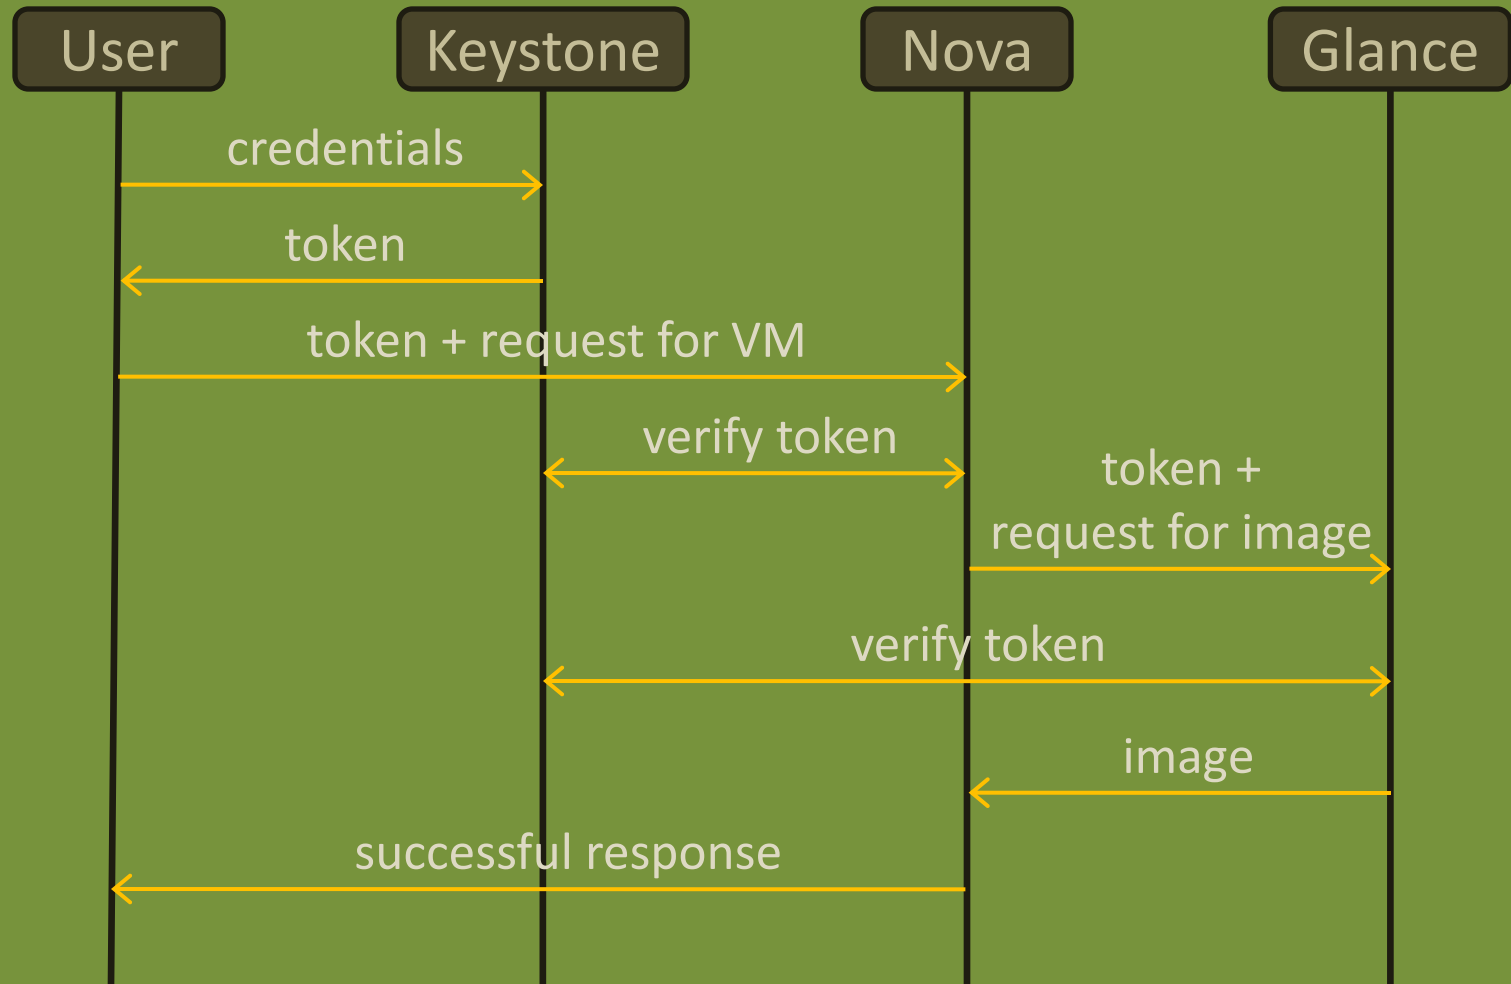 User
Keystone
Nova
Glance
credentials
token
token + request for VM
verify token
token +
request for image
verify token
image
successful response